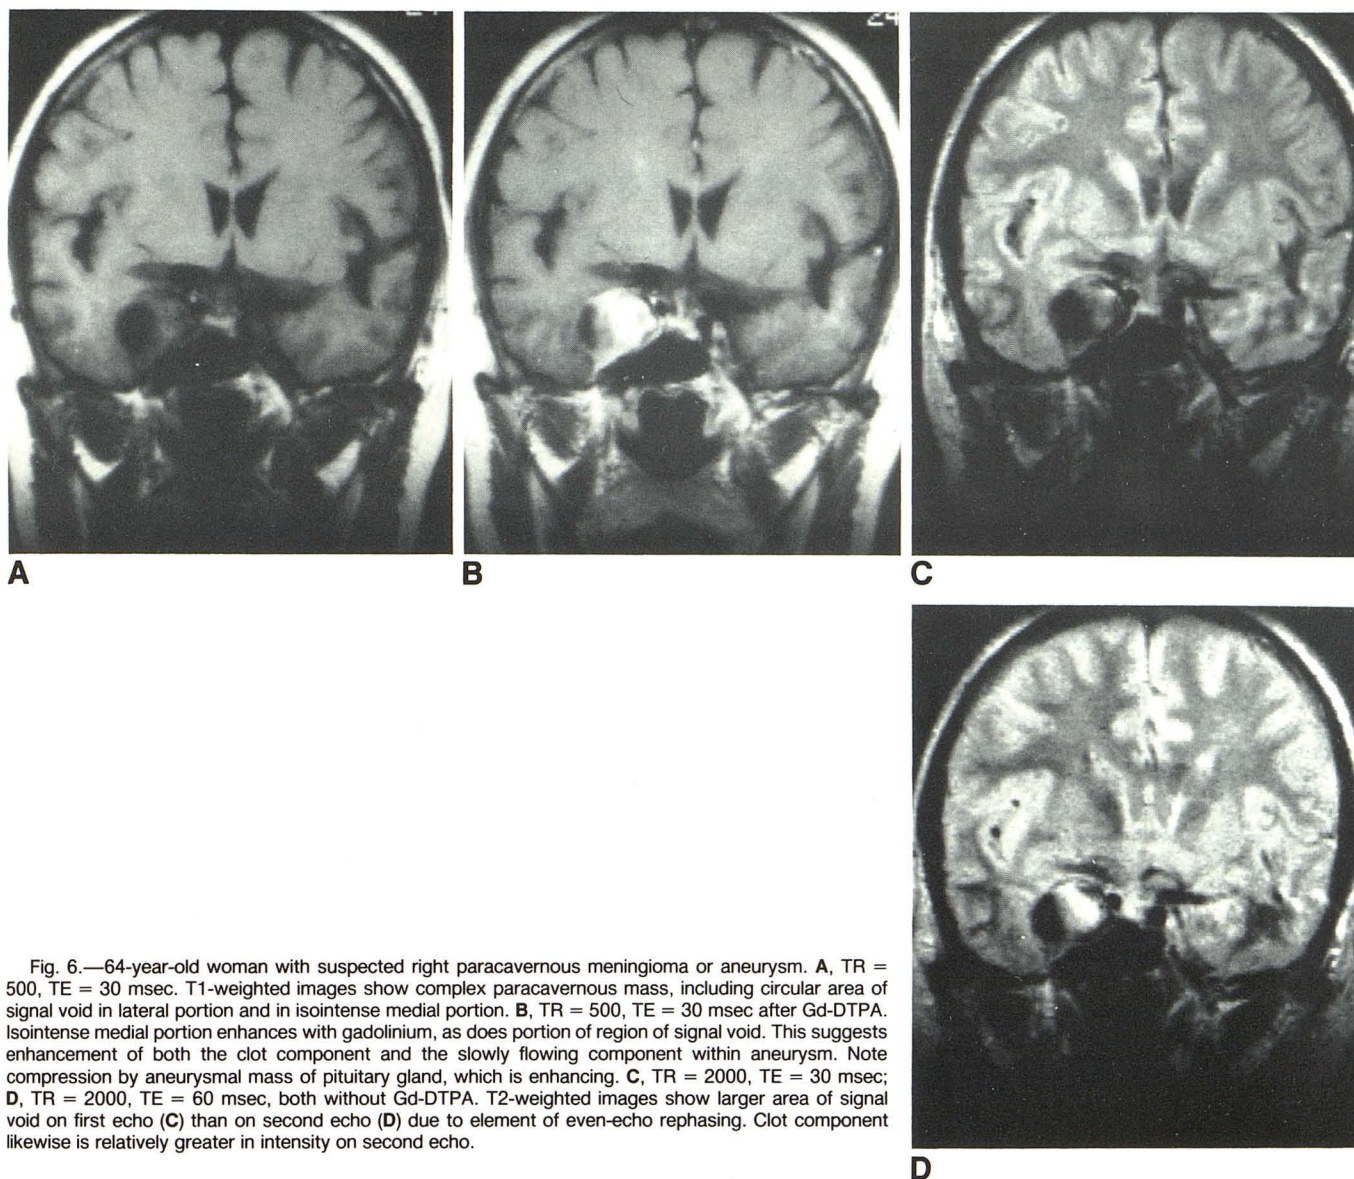 24
A
B
C
D
Fig. 6.—64-year-old woman with suspected right paracavernous meningioma or aneurysm. A, TR =
500, TE = 30 msec. T1-weighted images show complex paracavernous mass, including circular area of
signal void in lateral portion and in isointense medial portion. B, TR = 500, TE = 30 msec after Gd-DTPA.
Isointense medial portion enhances with gadolinium, as does portion of region of signal void. This suggests
enhancement of both the clot component and the slowly flowing component within aneurysm. Note
compression by aneurysmal mass of pituitary gland, which is enhancing. C, TR = 2000, TE = 30 msec;
D, TR = 2000, TE = 60 msec, both without Gd-DTPA. T2-weighted images show larger area of signal
void on first echo (C) than on second echo (D) due to element of even-echo rephasing. Clot component
likewise is relatively greater in intensity on second echo.